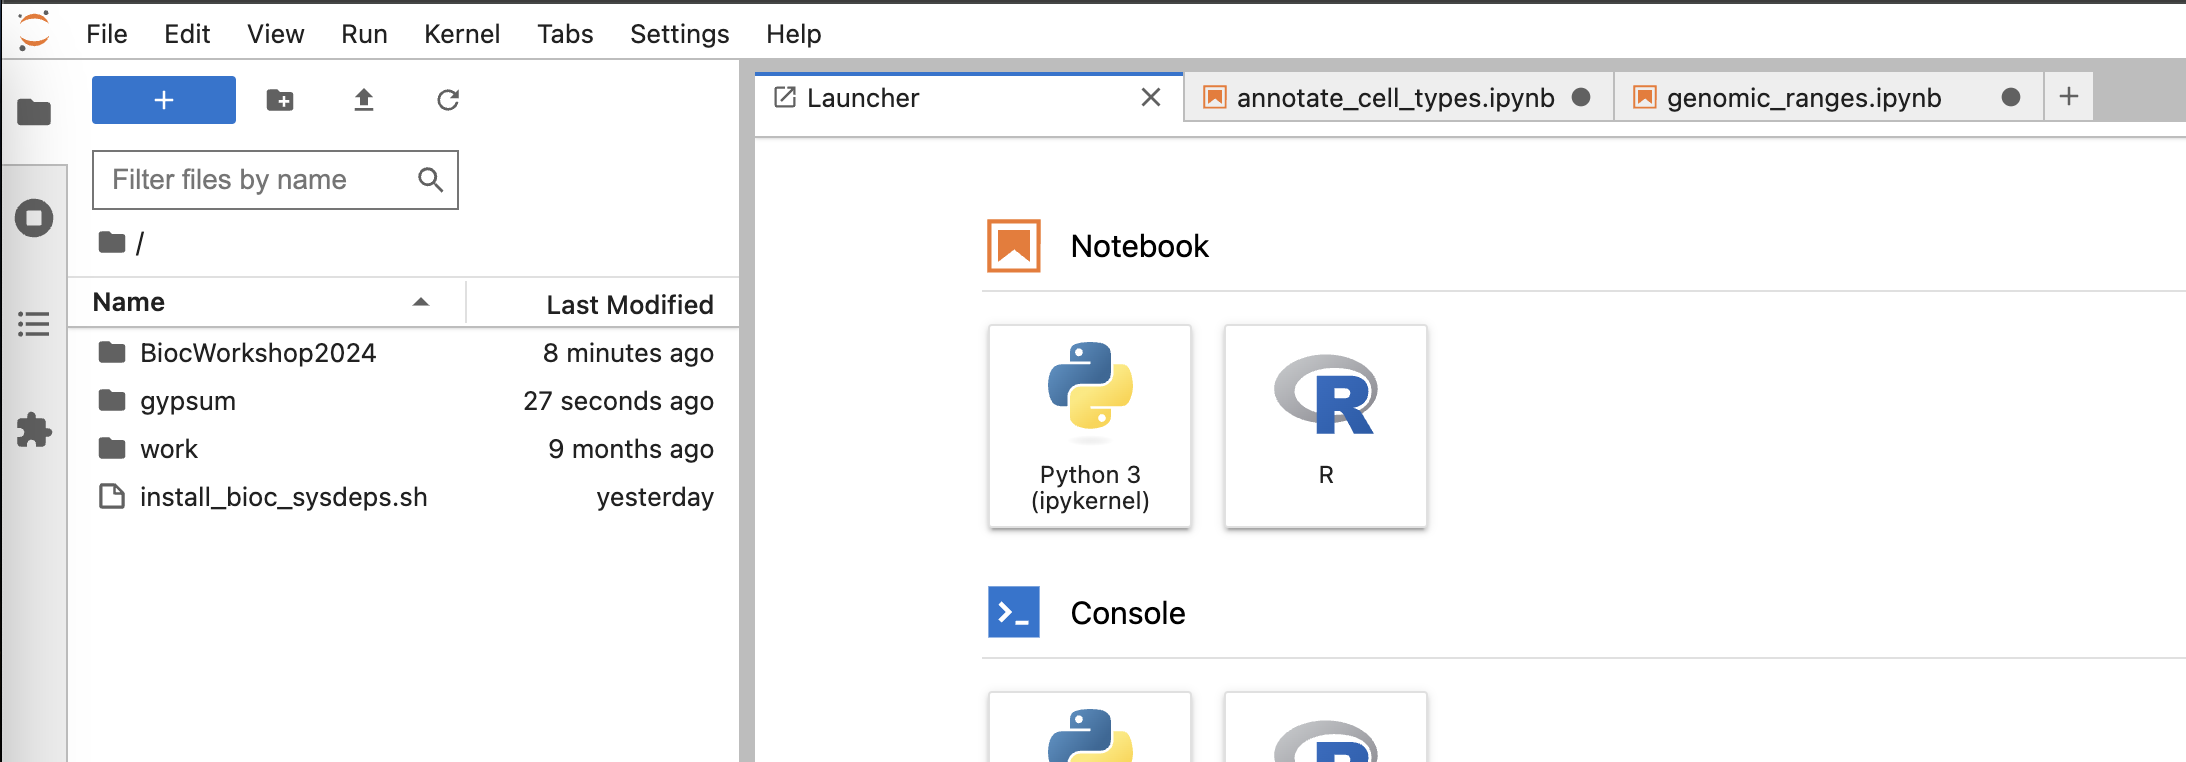 File Edit View Run Kernel Tabs Settings Help
Filter files by name
/
Name Last Modified
BiocWorkshop2024 8 minutes ago
gypsum 27 seconds ago
work 9 months ago
install_bioc_sysdeps.sh yesterday
Launcher annotate_cell_types.ipynb genomic_ranges.ipynb
Notebook
Python 3
(ipykernel)
R
Console